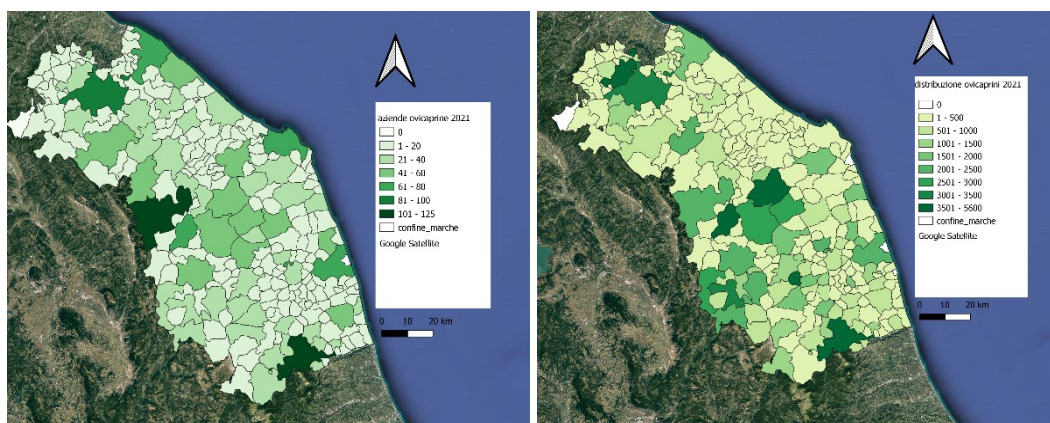 aziende ovicaprine 2021
0
1 - 20
21 - 40
41 - 60
61 - 80
81 - 100
101 - 125
confine_marche
Google Satellite
0 10 20 km
distribuzione ovicaprini 2021
0
1 - 500
501 - 1000
1001 - 1500
1501 - 2000
2001 - 2500
2501 - 3000
3001 - 3500
3501 - 5600
confine_marche
Google Satellite
0 10 20 km